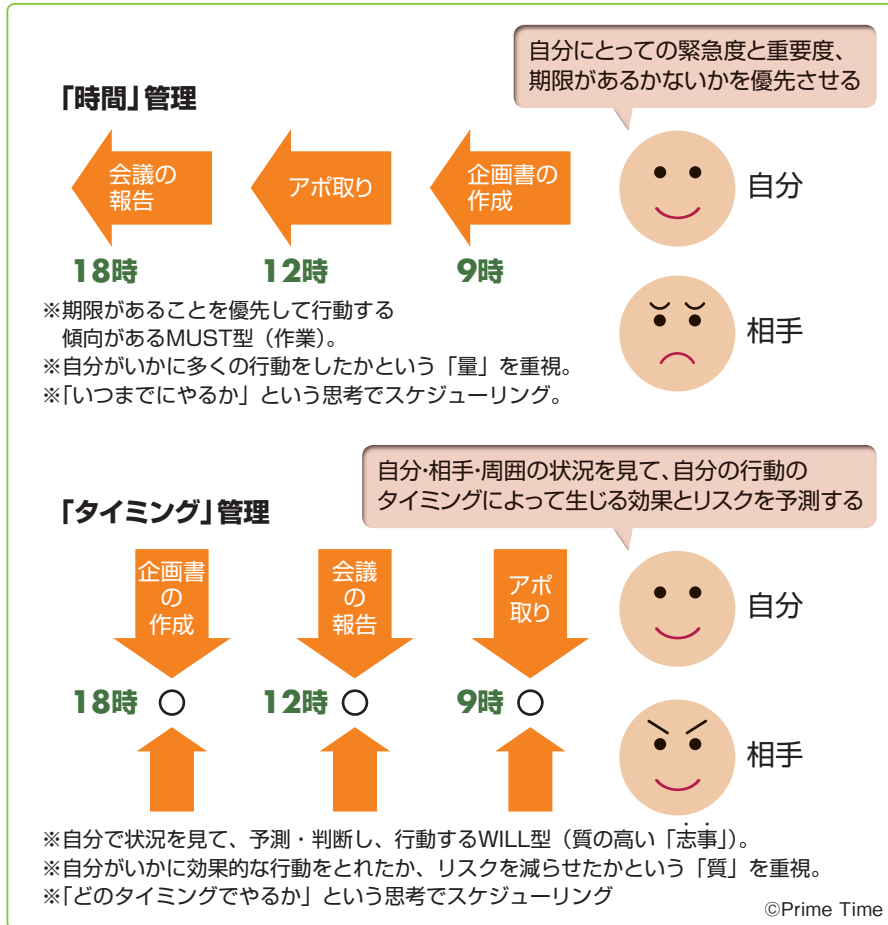 自分にとっての緊急度と重要度、
期限があるかないかを優先させる
「時間」管理
会議の
報告
アポ取り
企画書の
作成
自分
18時
12時
9時
相手
※期限があることを優先して行動する
傾向があるMUST型（作業）。
※自分がいかに多くの行動をしたかという「量」を重視。
※「いつまでにやるか」という思考でスケジューリング。
自分・相手・周囲の状況を見て、自分の行動の
タイミングによって生じる効果とリスクを予測する
「タイミング」管理
企画書
の
作成
会議
の
報告
アポ
取り
自分
18時
12時
9時
相手
※自分で状況を見て、予測・判断し、行動するWILL型（質の高い「志事」）。
※自分がいかに効果的な行動をとれたか、リスクを減らせたかという「質」を重視。
※「どのタイミングでやるか」という思考でスケジューリング
©Prime Time